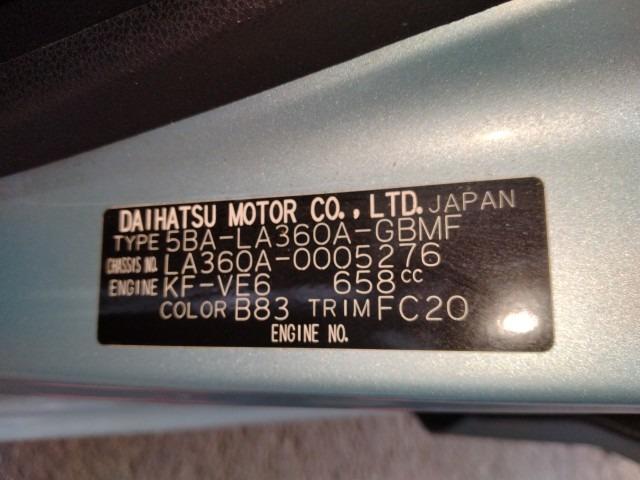 DAIHATSU MOTOR CO., LTD. JAPAN
TYPE 5BA-LA360A-GBMF
CHASSIS NO. LA360A-0005276
ENGINE KF-VE6 658cc
COLOR B83 TRIM FC20
ENGINE NO.